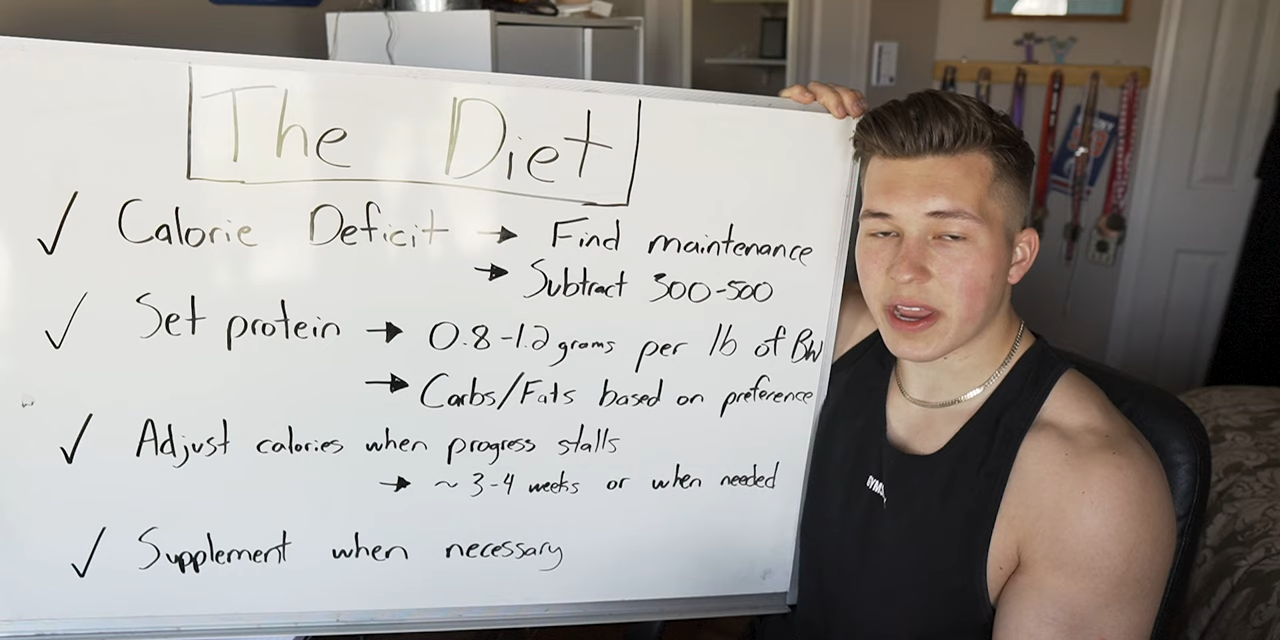 The Diet
✓ Calorie Deficit → Find maintenance
→ Subtract 300-500
✓ Set protein → 0.8-1.2 grams per lb of BW
→ Carbs/Fats based on preference
✓ Adjust calories when progress stalls
→ ~ 3-4 weeks or when needed
✓ Supplement when necessary